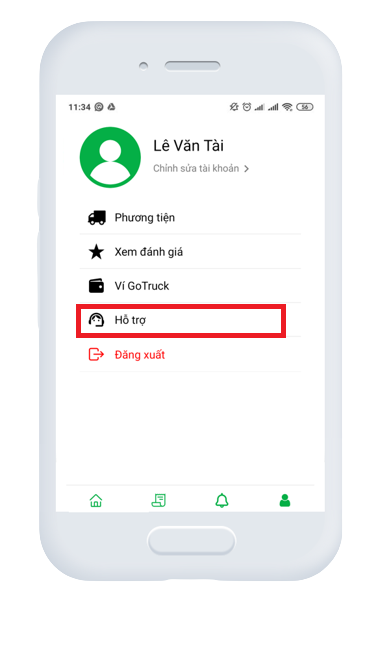 11:34
56
Lê Văn Tài
Chỉnh sửa tài khoản
Phương tiện
Xem đánh giá
Ví GoTruck
Hỗ trợ
Đăng xuất